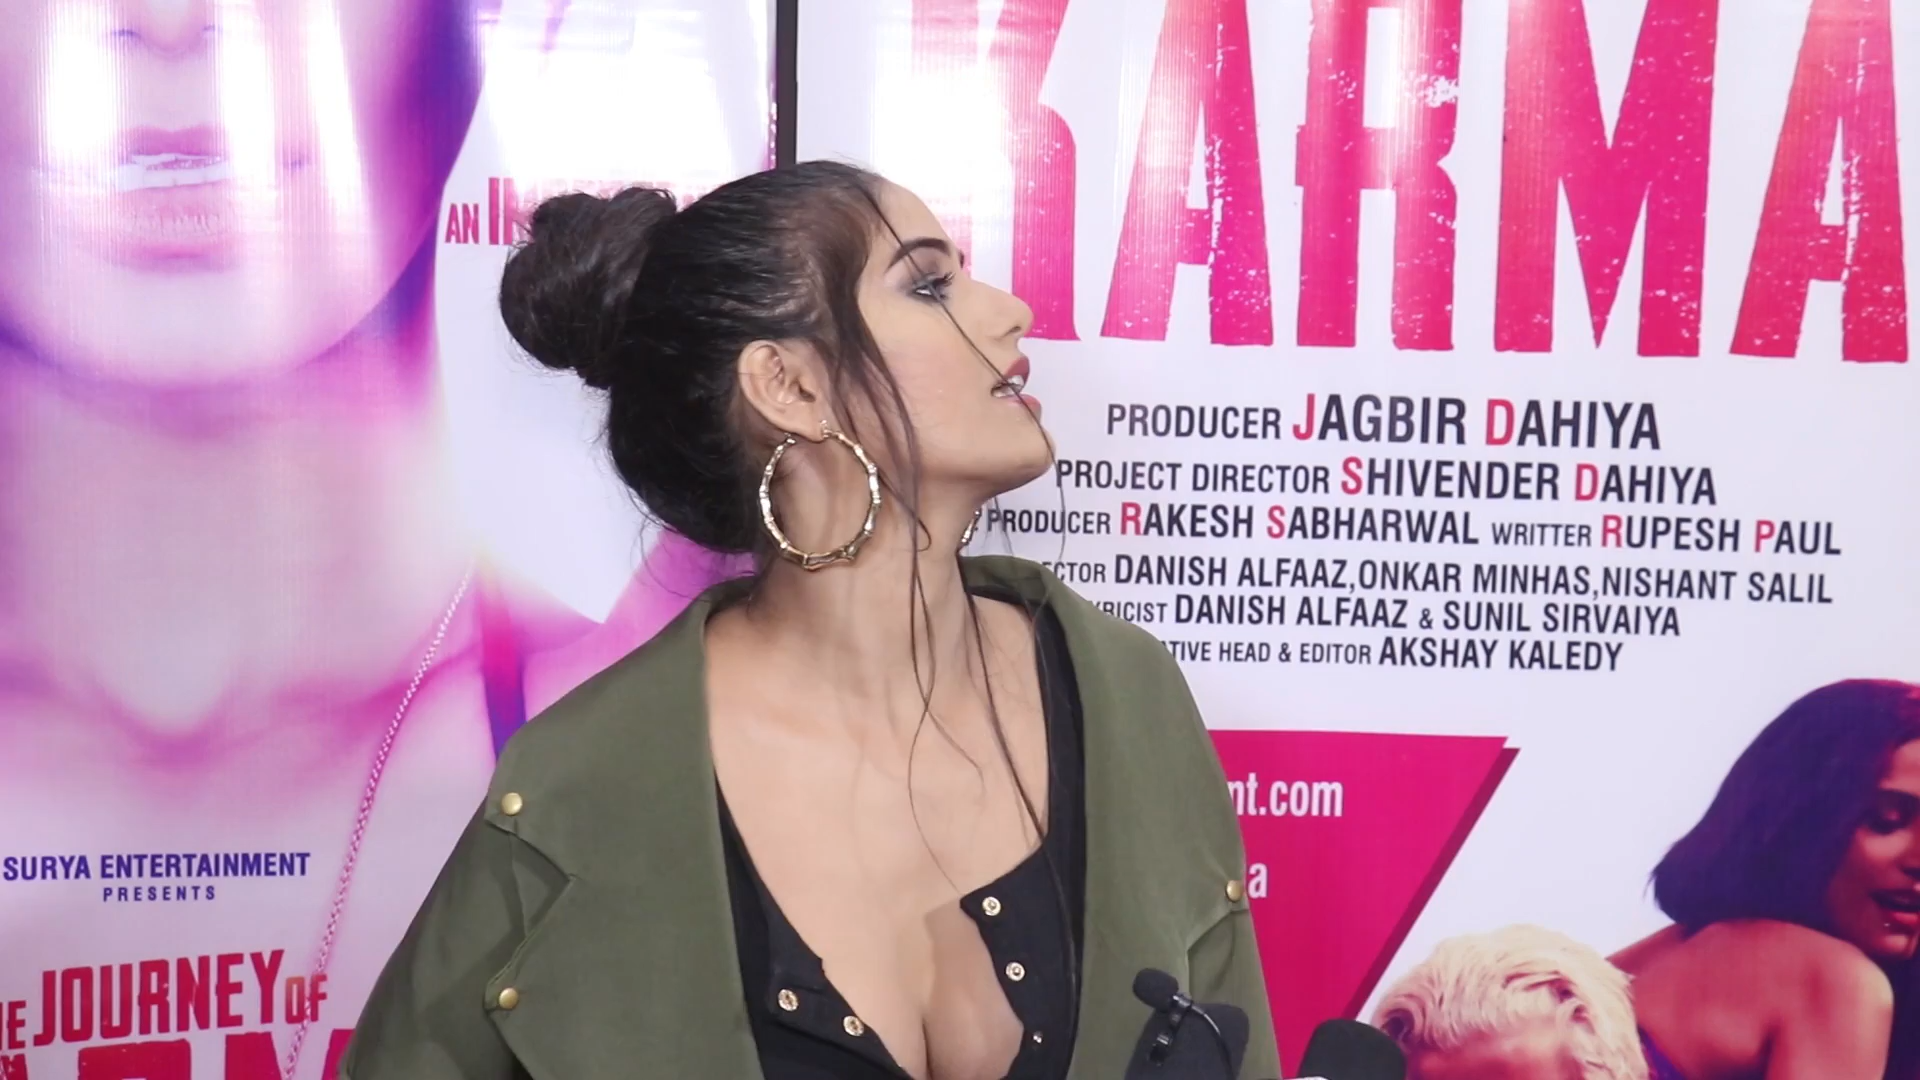 AN
KARMA
PRODUCER JAGBIR DAHIYA
PROJECT DIRECTOR SHIVENDER DAHIYA
PRODUCER RAKESH SABHARWAL WRITTER RUPESH PAUL
DANISH ALFAAZ,ONKAR MINHAS,NISHANT SALIL
DANISH ALFAAZ & SUNIL SIRVAIYA
HEAD & EDITOR AKSHAY KALEDY
nt.com
a
SURYA ENTERTAINMENT
PRESENTS
JOURNEY OF